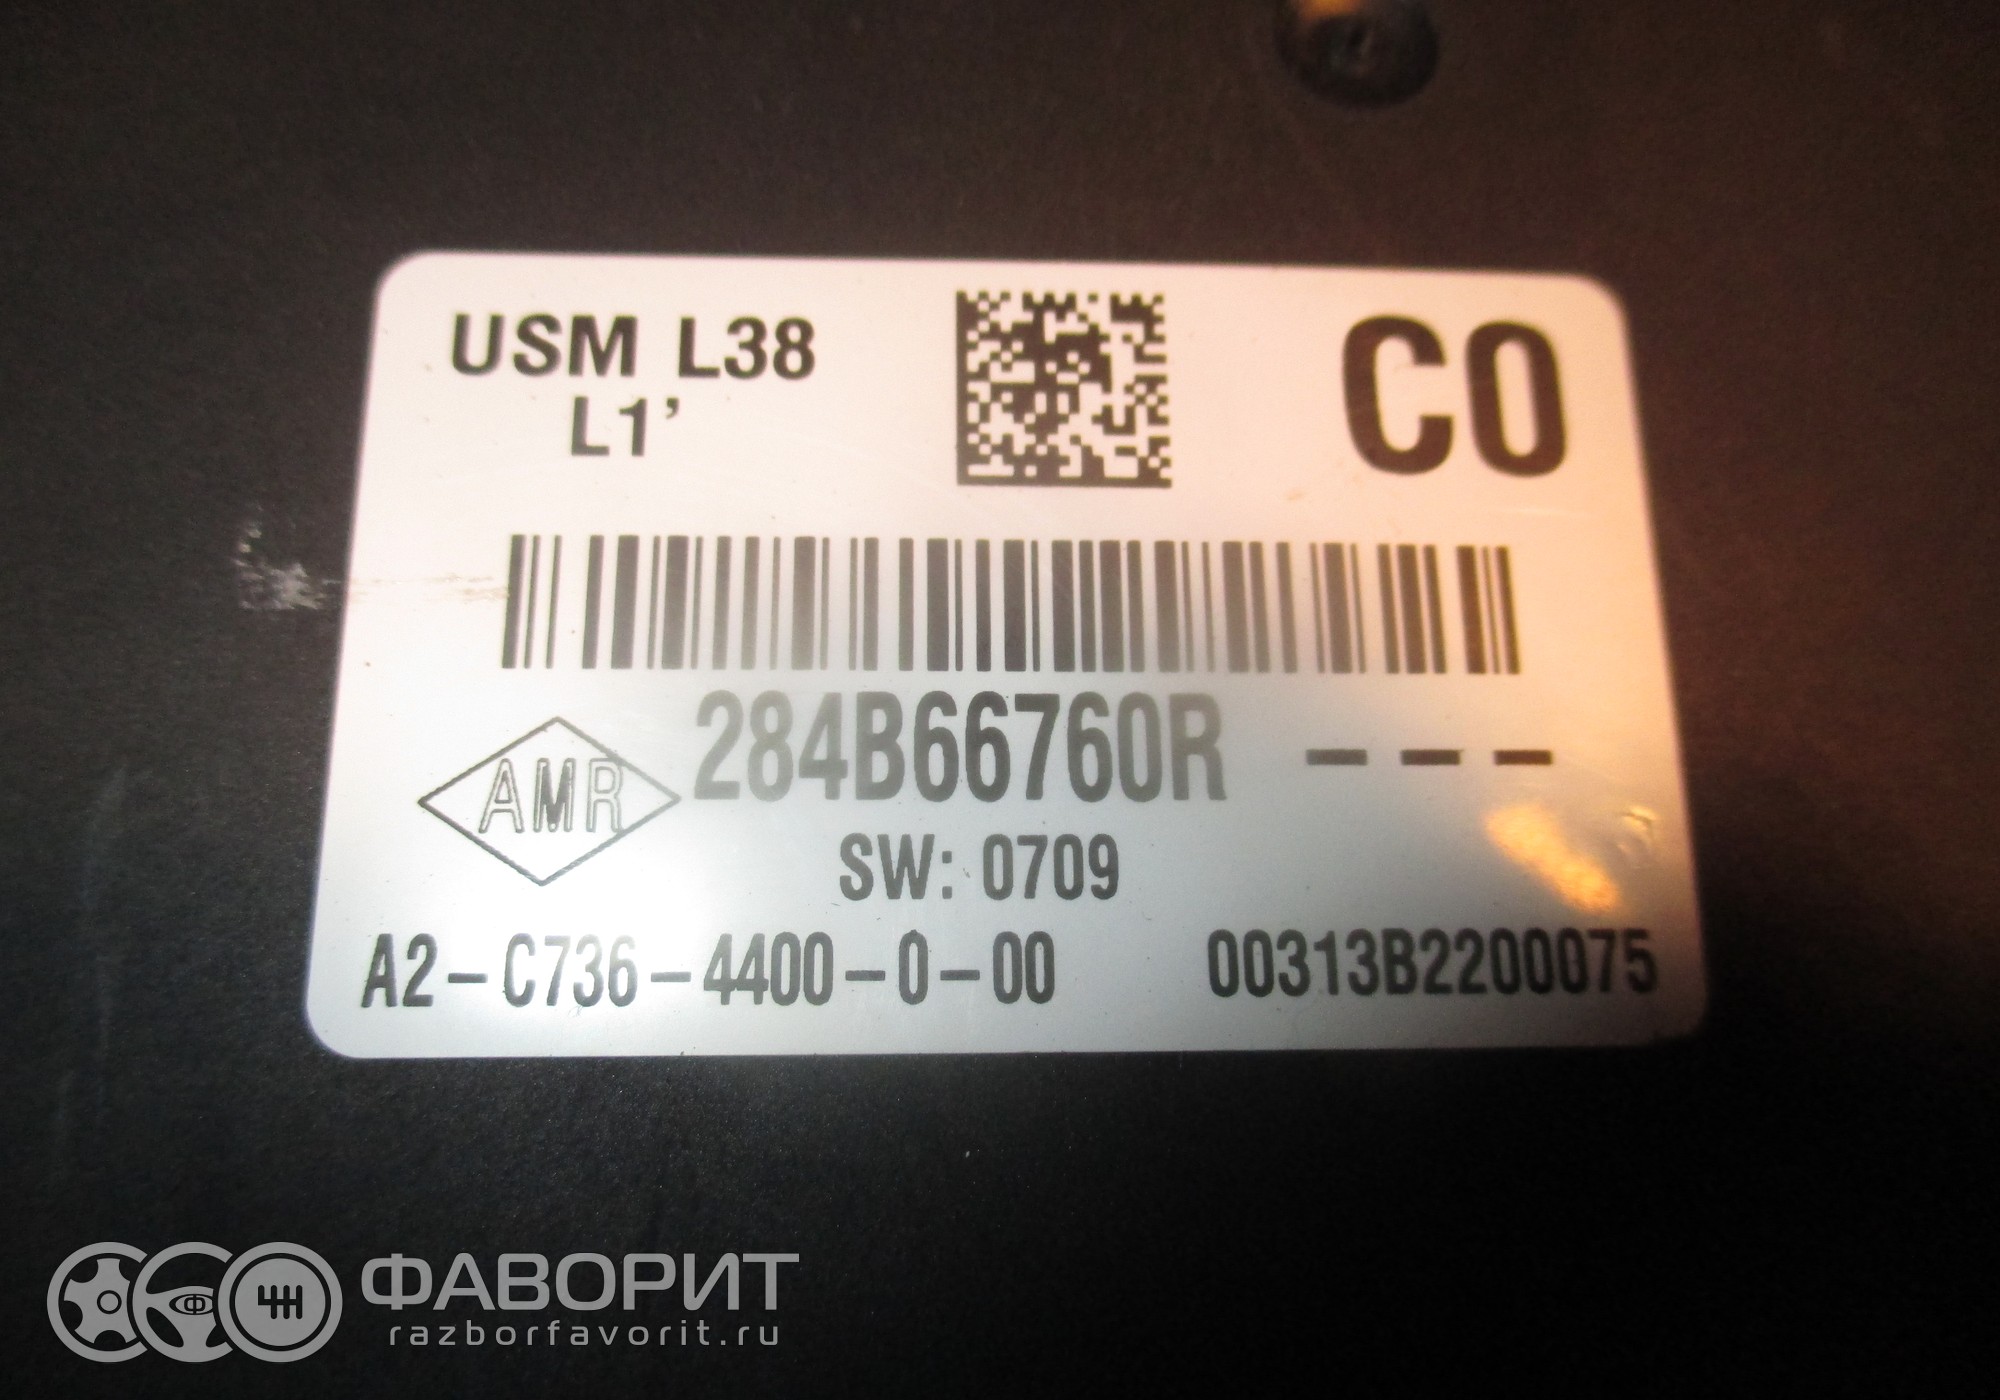 USM L38
L1’
C0
284B66760R - - -
AMR
SW: 0709
A2-C736-4400-0-00 00313B2200075
ФАВОРИТ
razborfavorit.ru